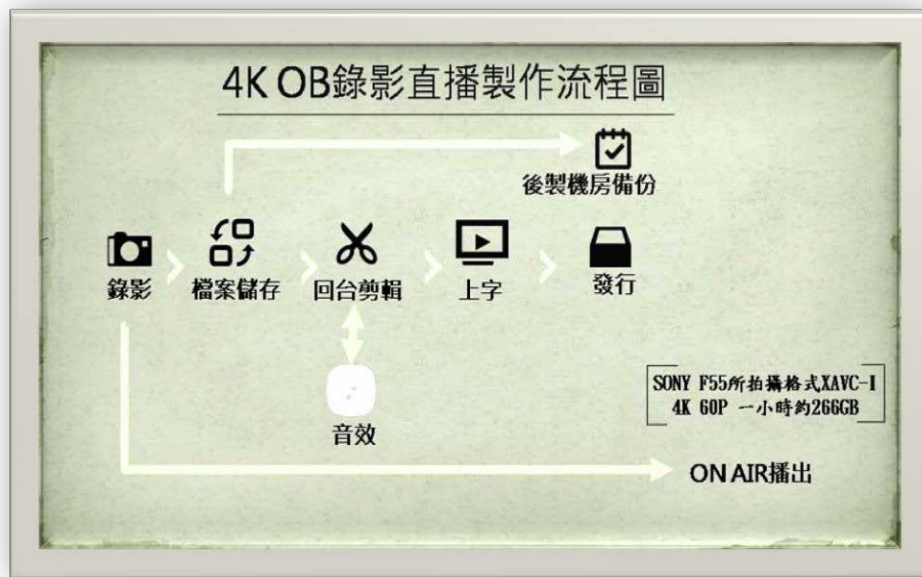 4K OB錄影直播製作流程圖
後製機房備份
錄影
檔案儲存
回台剪輯
上字
發行
音效
SONY F55所拍攝格式XAVC-I
4K 60P 一小時約266GB
ON AIR播出